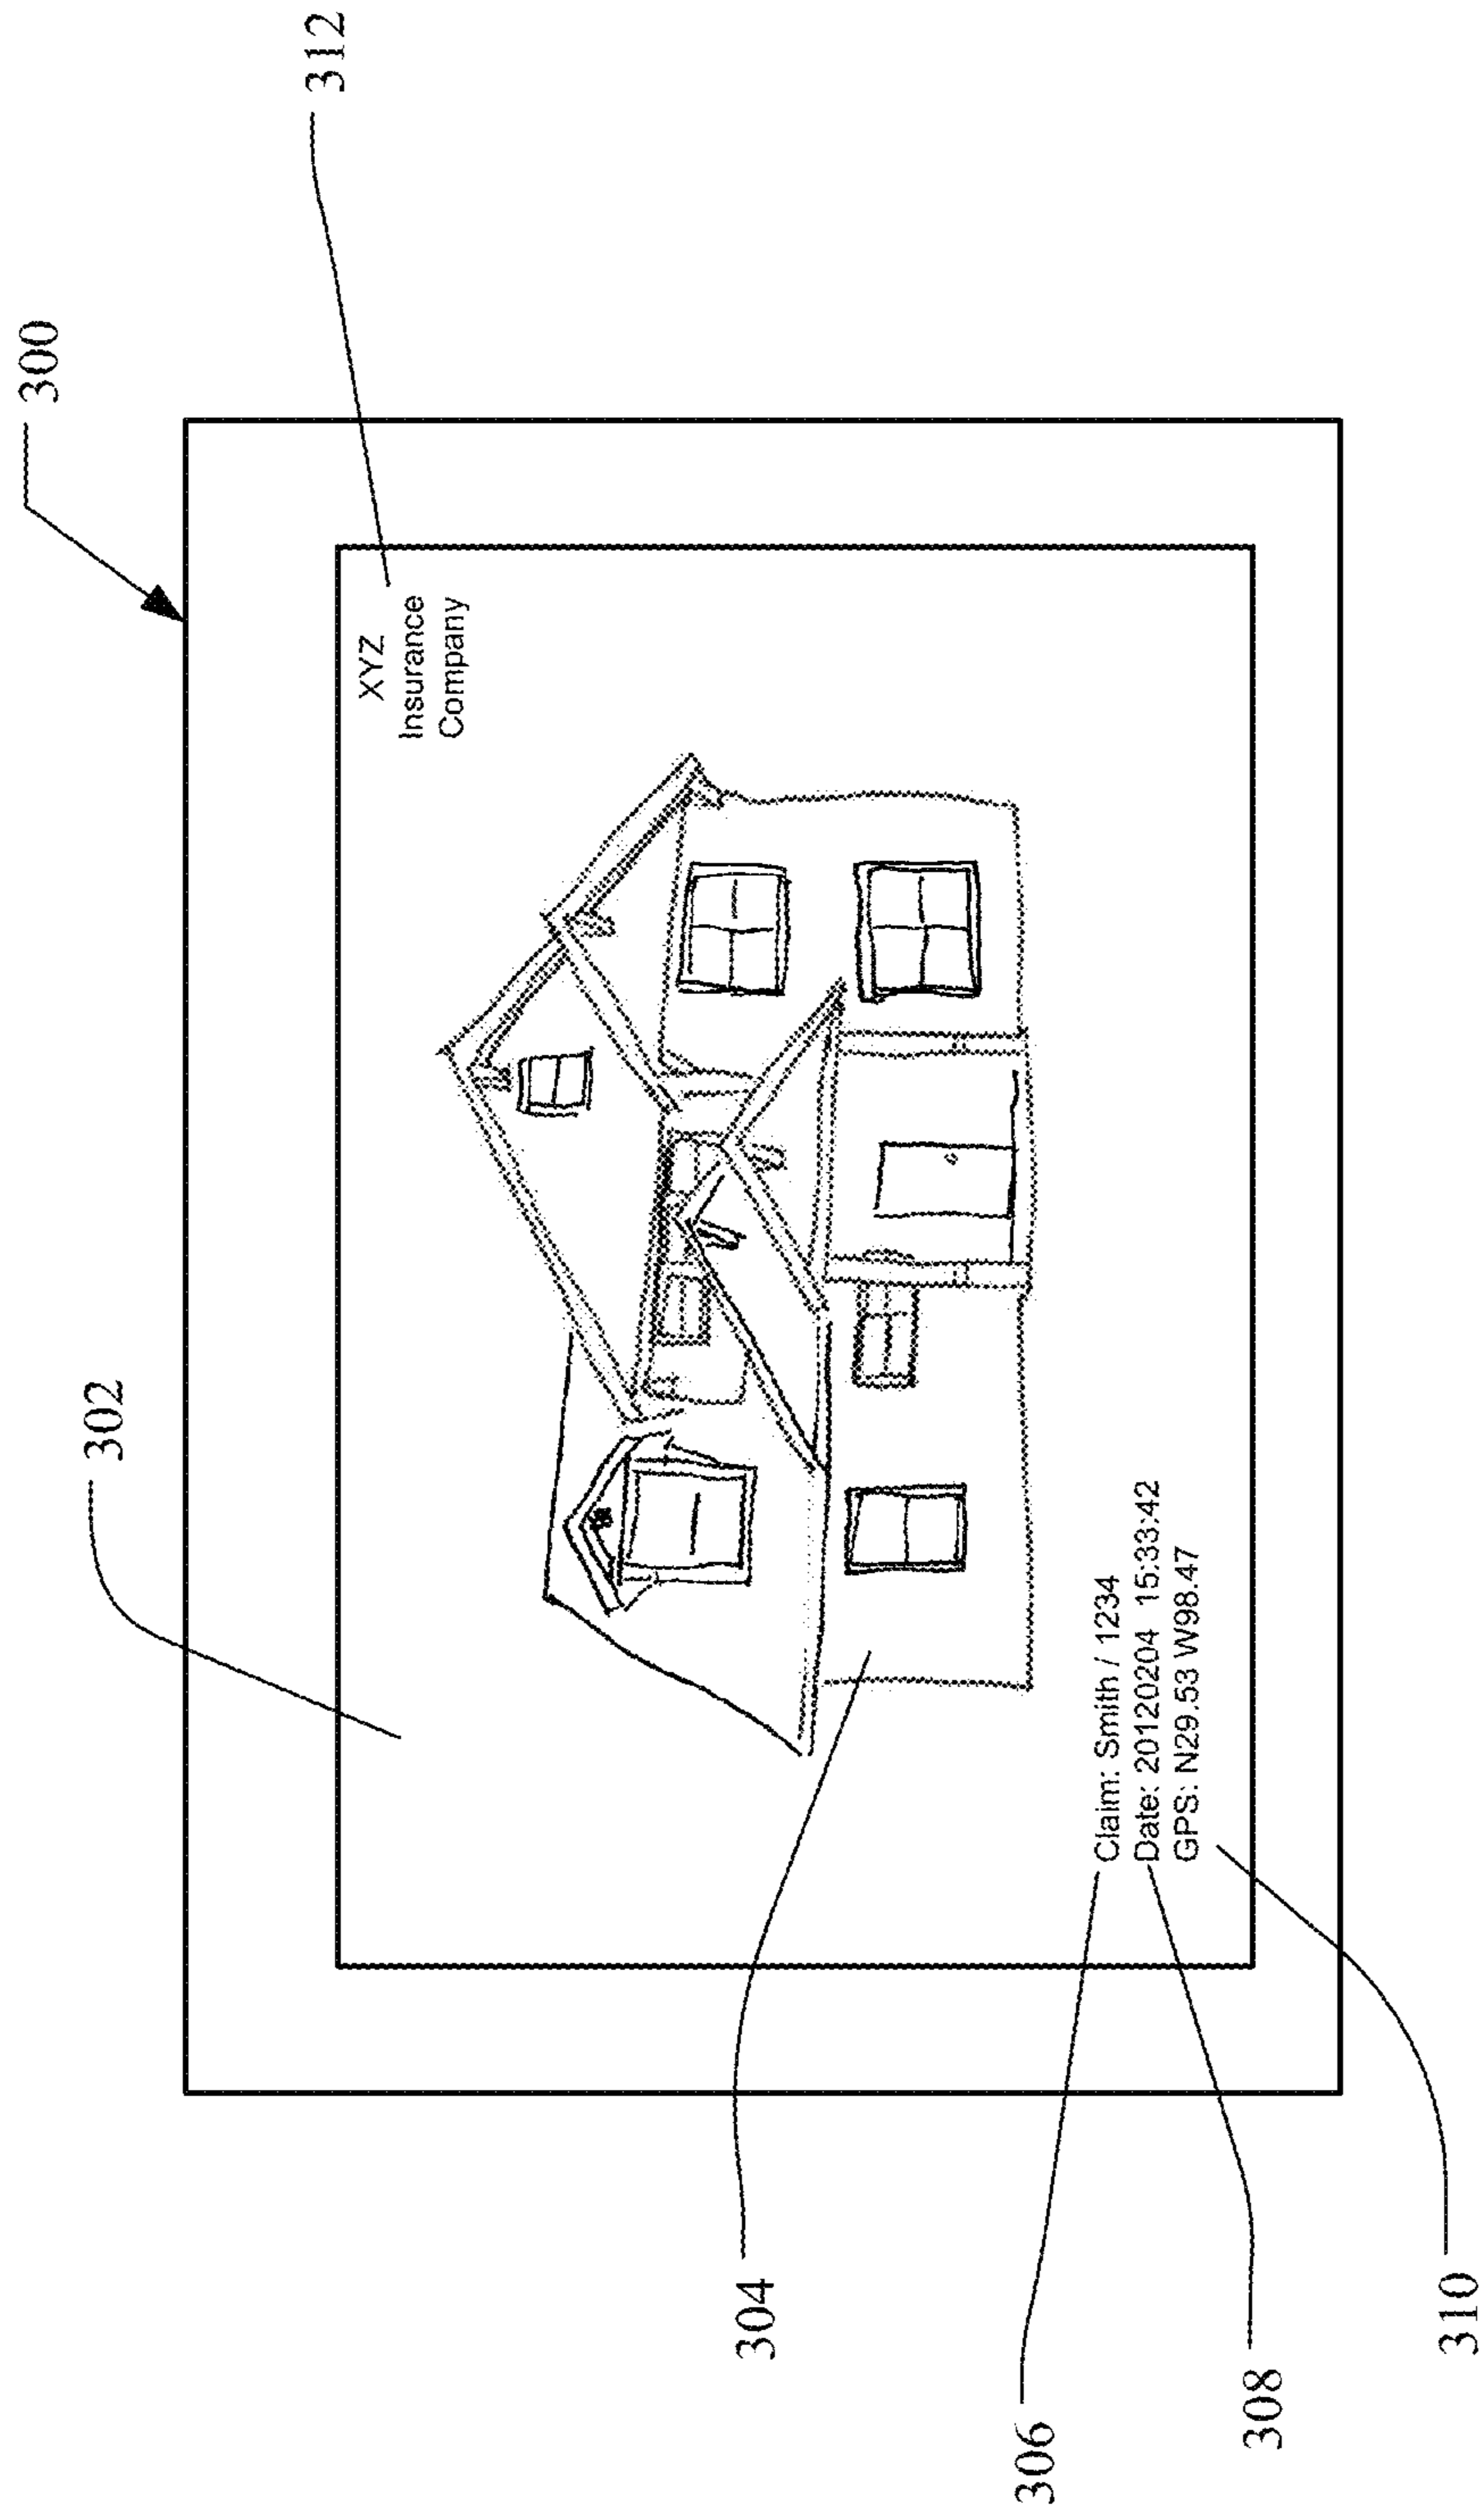 300
312
302
XYZ
Insurance
Company
304
Claim: Smith / 1234
Date: 20120204 15:33:42
GPS: N29.53 W98.47
306
308
310